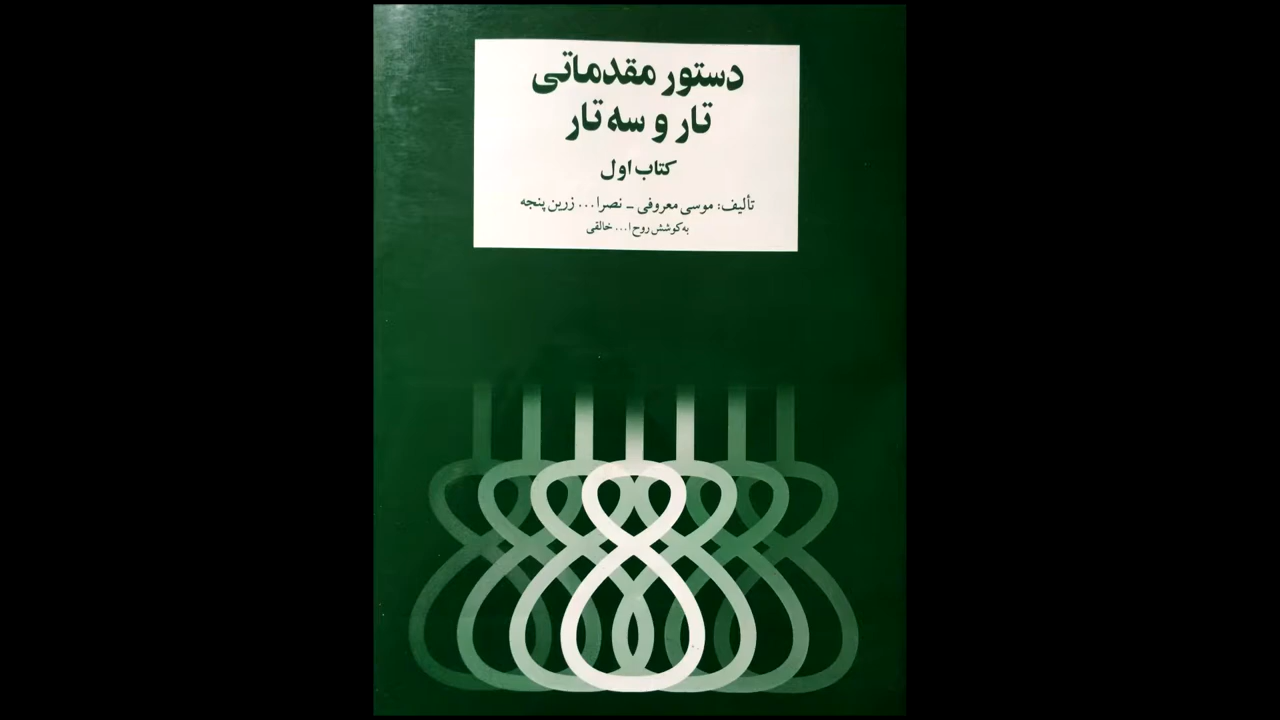 دستور مقدماتی
تار و سه تار
کتاب اول
تألیف: موسی معروفی ـ نصرا... زرین پنجه
به کوشش روح ا... خالقی